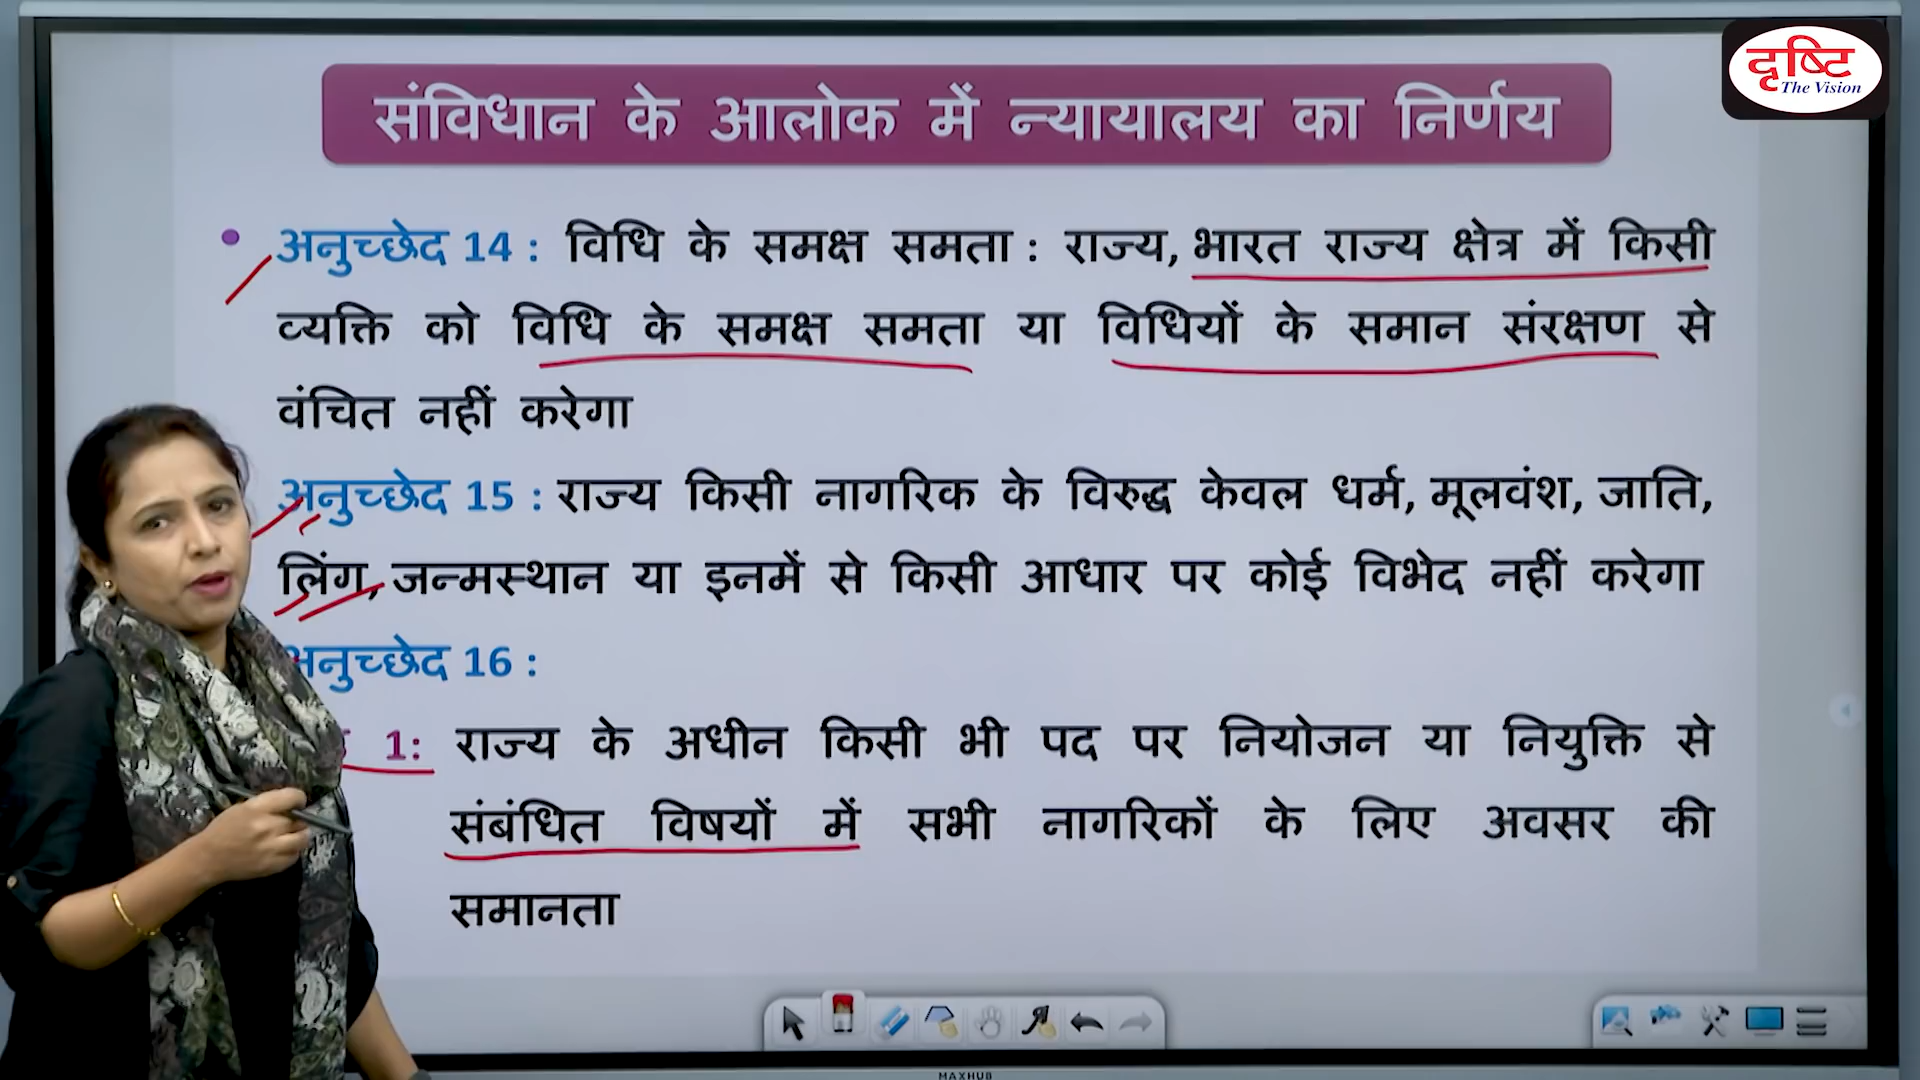 दृष्टि
The Vision
संविधान के आलोक में न्यायालय का निर्णय
अनुच्छेद 14 : विधि के समक्ष समता : राज्य, भारत राज्य क्षेत्र में किसी
व्यक्ति को विधि के समक्ष समता या विधियों के समान संरक्षण से
वंचित नहीं करेगा
अनुच्छेद 15 : राज्य किसी नागरिक के विरुद्ध केवल धर्म, मूलवंश, जाति,
लिंग, जन्मस्थान या इनमें से किसी आधार पर कोई विभेद नहीं करेगा
अनुच्छेद 16 :
1: राज्य के अधीन किसी भी पद पर नियोजन या नियुक्ति से
संबंधित विषयों में सभी नागरिकों के लिए अवसर की
समानता
MAXHUB